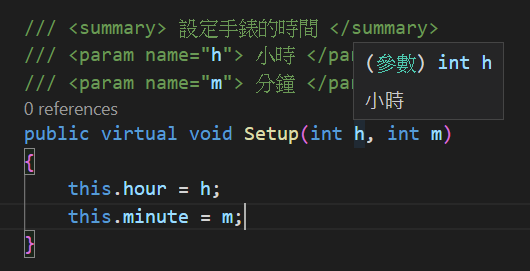 /// <summary> 設定手錶的時間 </summary>
/// <param name="h"> 小時 </pa
/// <param name="m"> 分鐘 </pa
(參數) int h
小時
0 references
public virtual void Setup(int h, int m)
{
this.hour = h;
this.minute = m;
}